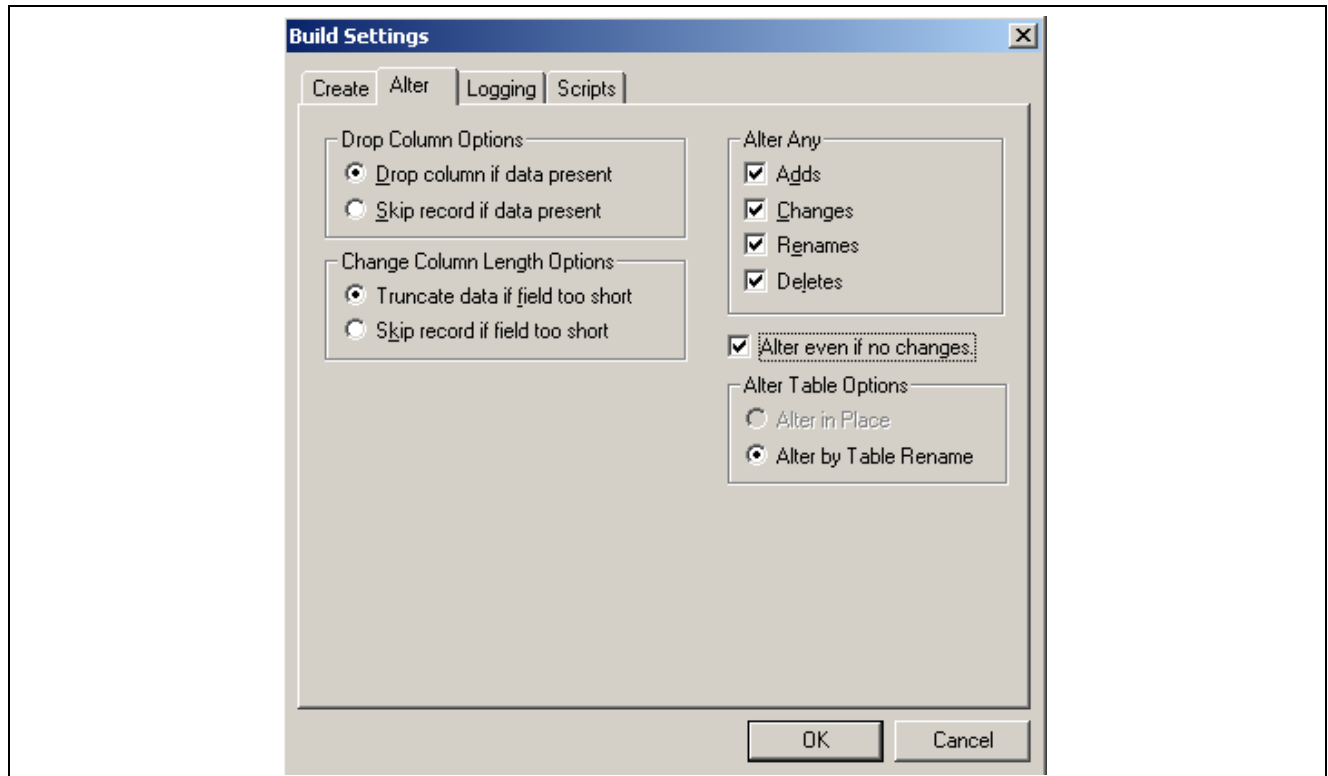 Build Settings
Create Alter Logging Scripts
Drop Column Options
Drop column if data present
Skip record if data present
Change Column Length Options
Truncate data if field too short
Skip record if field too short
Alter Any
Adds
Changes
Renames
Deletes
Alter even if no changes.
Alter Table Options
Alter in Place
Alter by Table Rename
OK Cancel